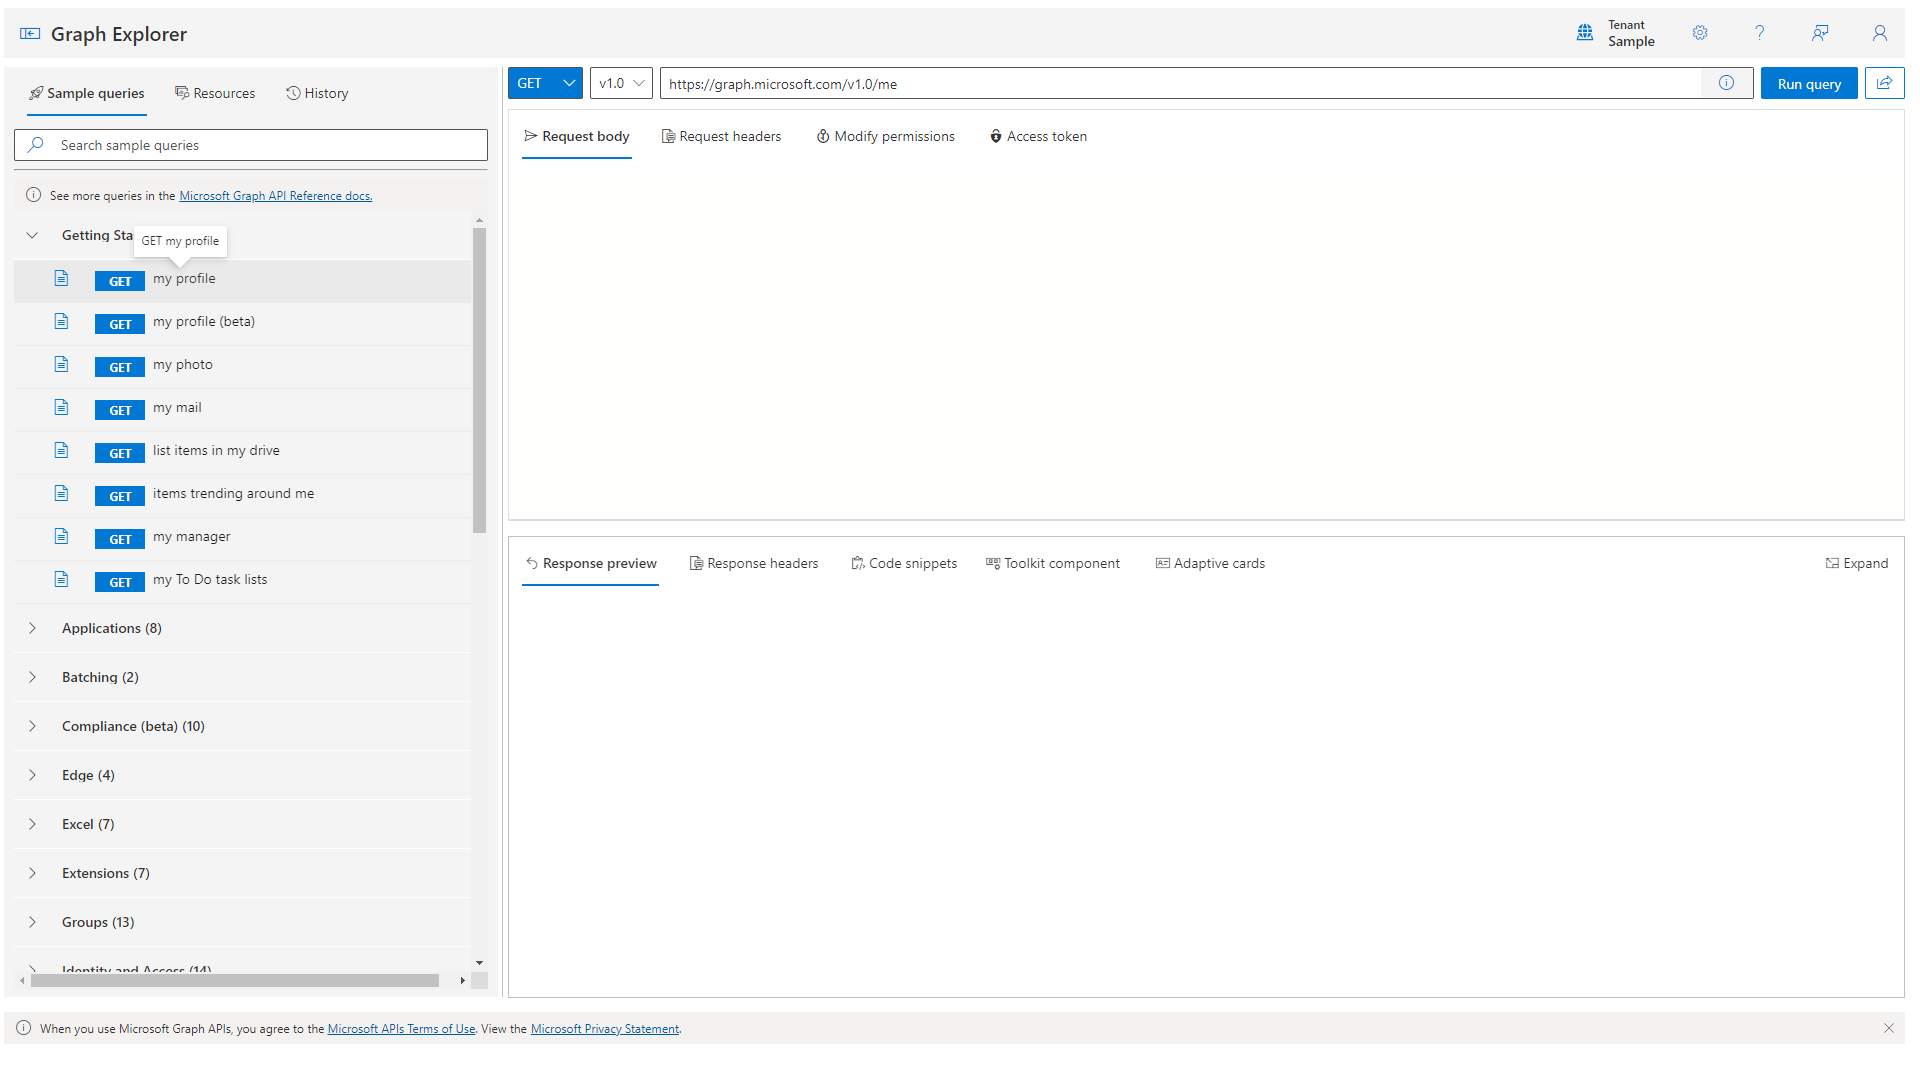 Graph Explorer
Tenant
Sample
Sample queries
Resources
History
Search sample queries
See more queries in the Microsoft Graph API Reference docs.
Getting Sta
GET my profile
GET my profile
GET my profile (beta)
GET my photo
GET my mail
GET list items in my drive
GET items trending around me
GET my manager
GET my To Do task lists
Applications (8)
Batching (2)
Compliance (beta) (10)
Edge (4)
Excel (7)
Extensions (7)
Groups (13)
Identity and Access (14)
GET
v1.0
https://graph.microsoft.com/v1.0/me
Run query
Request body
Request headers
Modify permissions
Access token
Response preview
Response headers
Code snippets
Toolkit component
Adaptive cards
Expand
When you use Microsoft Graph APIs, you agree to the Microsoft APIs Terms of Use. View the Microsoft Privacy Statement.